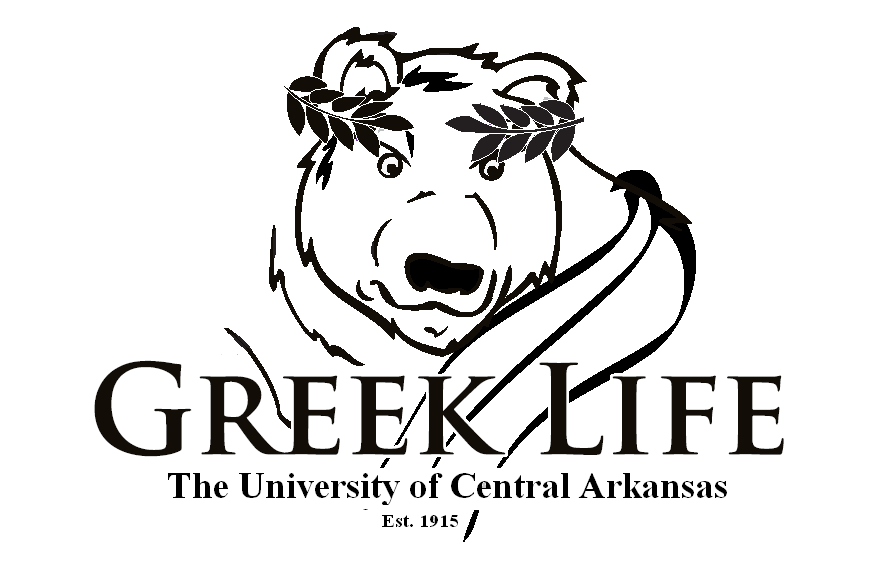 GREEK LIFE
The University of Central Arkansas
Est. 1915